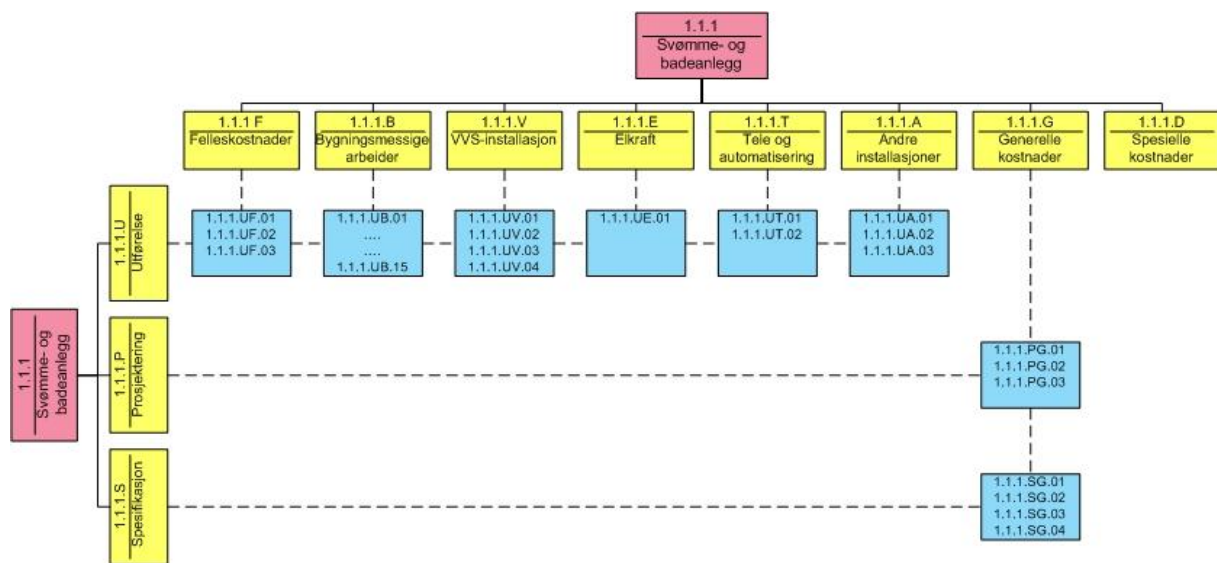 1.1.1
Svømme- og
badeanlegg
1.1.1 F
Felleskostnader
1.1.1.B
Bygningsmessige
arbeider
1.1.1.V
VVS-installasjon
1.1.1.E
Elkraft
1.1.1.T
Tele og
automatisering
1.1.1.A
Andre
installasjoner
1.1.1.G
Generelle
kostnader
1.1.1.D
Spesielle
kostnader
1.1.1
Svømme- og
badeanlegg
1.1.1.U
Utførelse
1.1.1.UF.01
1.1.1.UF.02
1.1.1.UF.03
1.1.1.UB.01
....
....
1.1.1.UB.15
1.1.1.UV.01
1.1.1.UV.02
1.1.1.UV.03
1.1.1.UV.04
1.1.1.UE.01
1.1.1.UT.01
1.1.1.UT.02
1.1.1.UA.01
1.1.1.UA.02
1.1.1.UA.03
1.1.1.P
Prosjektering
1.1.1.PG.01
1.1.1.PG.02
1.1.1.PG.03
1.1.1.S
Spesifikasjon
1.1.1.SG.01
1.1.1.SG.02
1.1.1.SG.03
1.1.1.SG.04